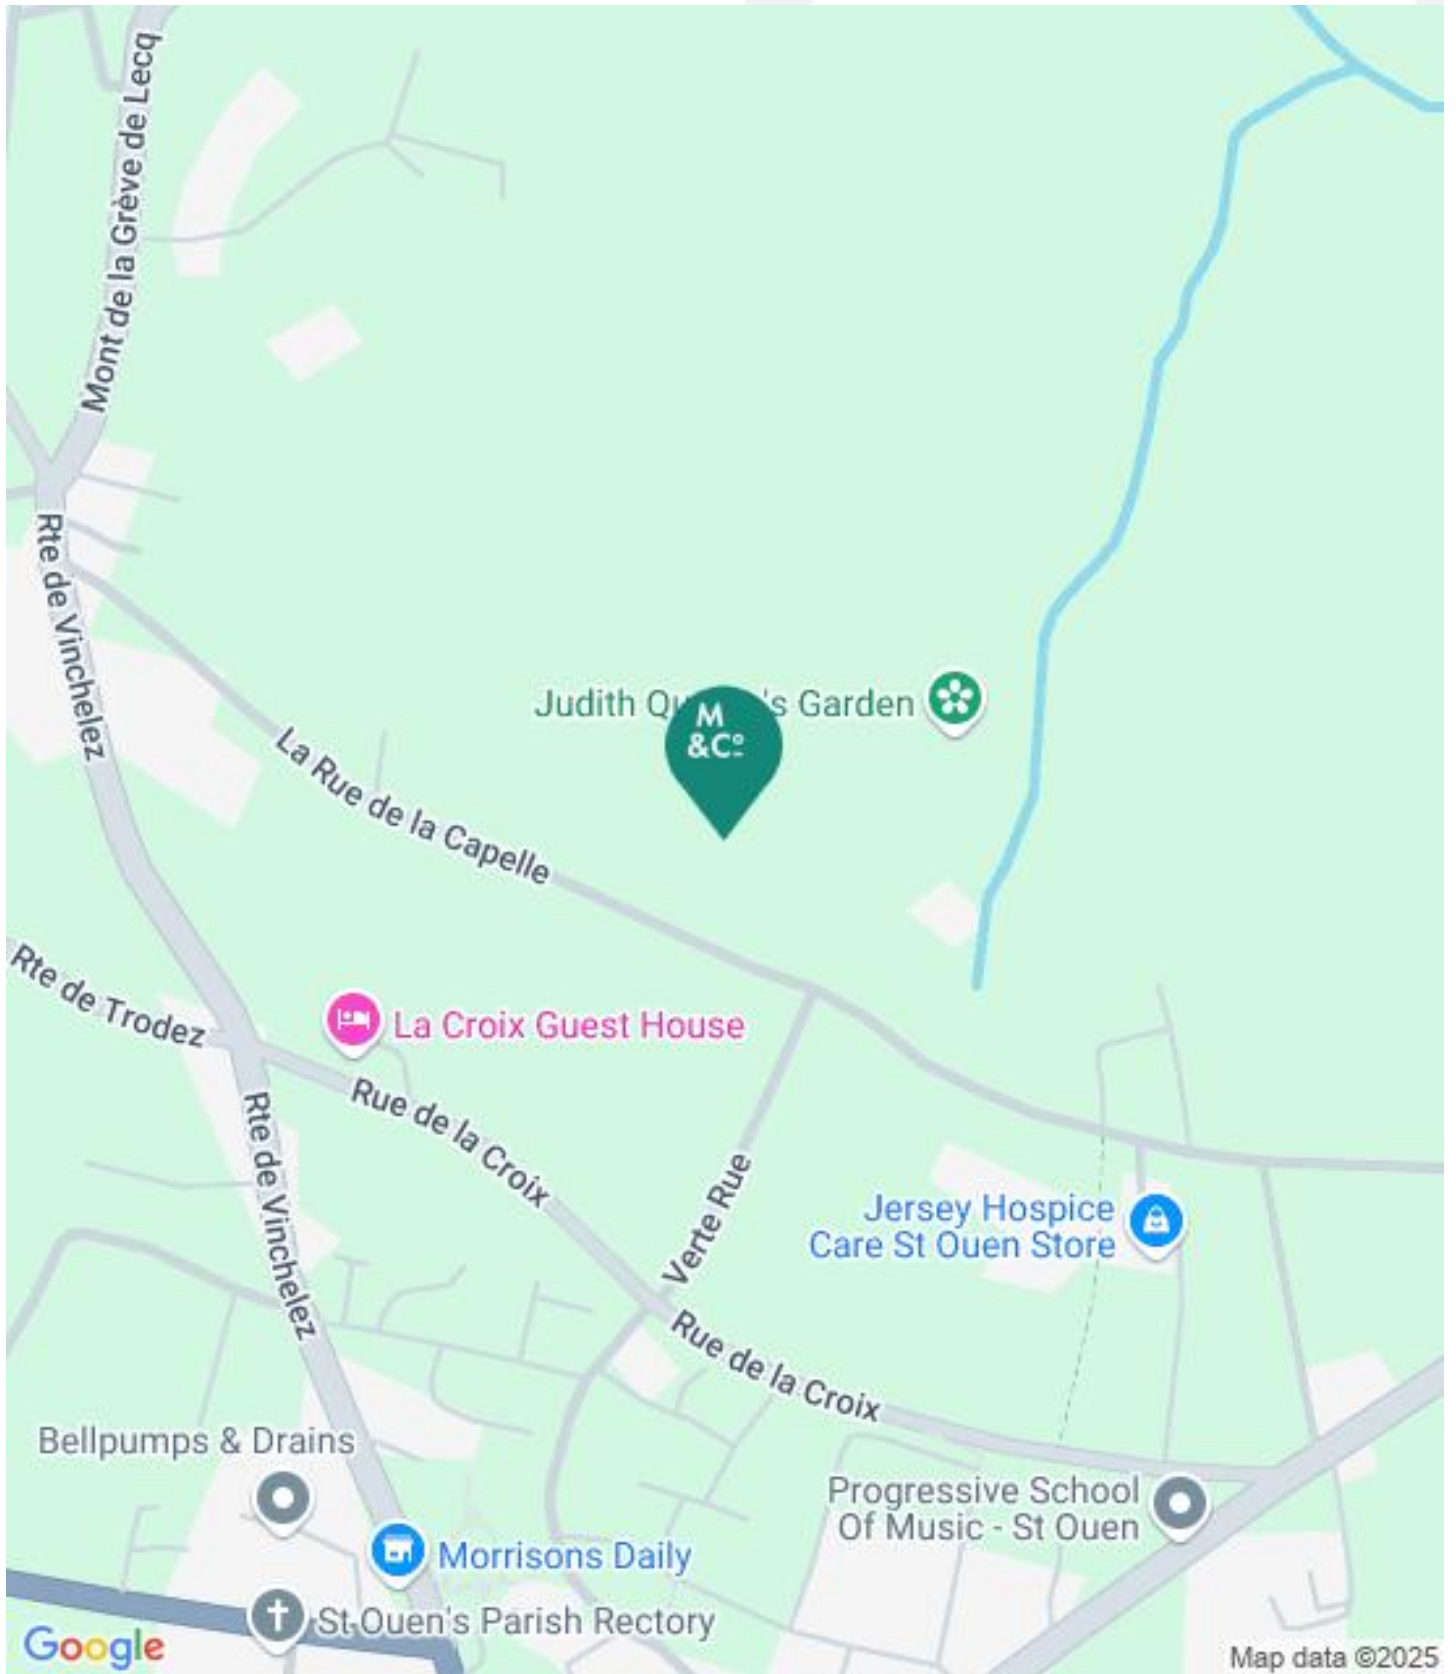 Mont de la Grève de Lecq
Rte de Vinchelez
Judith Qu 's Garden
M
&Cº
La Rue de la Capelle
Rte de Trodez
La Croix Guest House
Rue de la Croix
Rte de Vinchelez
Verte Rue
Jersey Hospice
Care St Ouen Store
Rue de la Croix
Bellpumps & Drains
Progressive School
Of Music - St Ouen
Morrisons Daily
St Ouen's Parish Rectory
Google
Map data ©2025